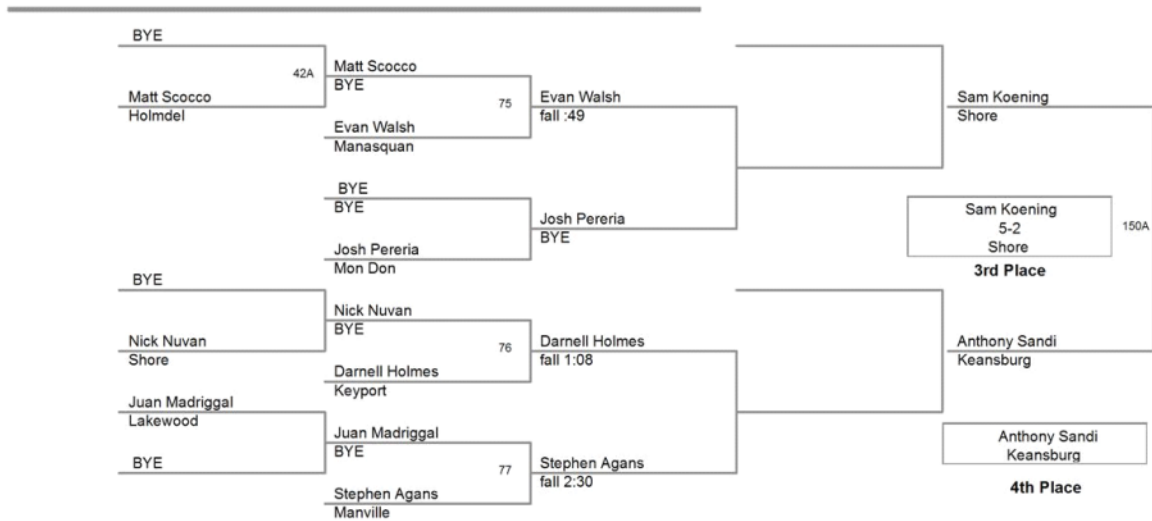 BYE
42A
Matt Scocco
Holmdel
Matt Scocco
BYE
75
Evan Walsh
Manasquan
Evan Walsh
fall :49
BYE
BYE
Josh Pereria
Mon Don
Josh Pereria
BYE
BYE
Nick Nuvan
Shore
Nick Nuvan
BYE
76
Darnell Holmes
Keyport
Darnell Holmes
fall 1:08
Juan Madriggal
Lakewood
BYE
Juan Madriggal
BYE
77
Stephen Agans
Manville
Stephen Agans
fall 2:30
Sam Koening
Shore
Sam Koening
5-2
Shore
3rd Place
150A
Anthony Sandi
Keansburg
Anthony Sandi
Keansburg
4th Place